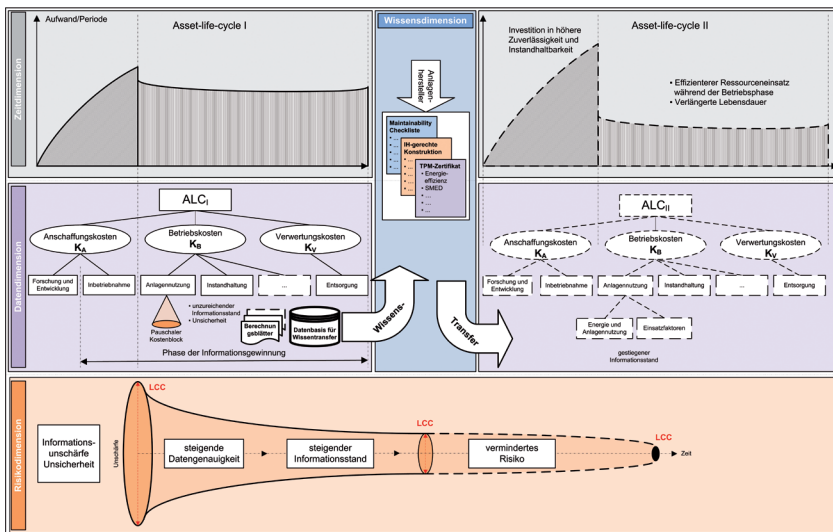 Aufwand/Periode
Asset-life-cycle I
Zeitdimension
Wissensdimension
Anlagen-
hersteller
Maintainability
Checkliste
• ...
• ...
• ...
• ...
• ...
IH-gerechte
Konstruktion
• ...
• ...
• ...
• ...
TPM-Zertifikat
• Energie-
effizienz
• SMED
• ...
• ...
• ...
Asset-life-cycle II
Investition in höhere
Zuverlässigkeit und
Instandhaltbarkeit
• Effizienterer Ressourceneinsatz
während der Betriebsphase
• Verlängerte Lebensdauer
Datendimension
ALC I
Anschaffungskosten
K A
Betriebskosten
K B
Verwertungskosten
K V
Forschung und
Entwicklung
Inbetriebnahme
Anlagennutzung
Instandhaltung
...
Entsorgung
• unzureichender
Informationsstand
• Unsicherheit
Pauschaler
Kostenblock
Berechnun
gsblätter
Datenbasis für
Wissentransfer
Phase der Informationsgewinnung
Wissens-
Transfer
ALC II
Anschaffungskosten
K A
Betriebskosten
K B
Verwertungskosten
K V
Forschung und
Entwicklung
Inbetriebnahme
Anlagennutzung
Instandhaltung
...
Entsorgung
Energie und
Anlagennutzung
Einsatzfaktoren
gestiegener
Informationsstand
Risikodimension
Informations-
unschärfe
Unsicherheit
Unschärfe
LCC
steigende
Datengenauigkeit
steigender
Informationsstand
LCC
vermindertes
Risiko
LCC
Zeit